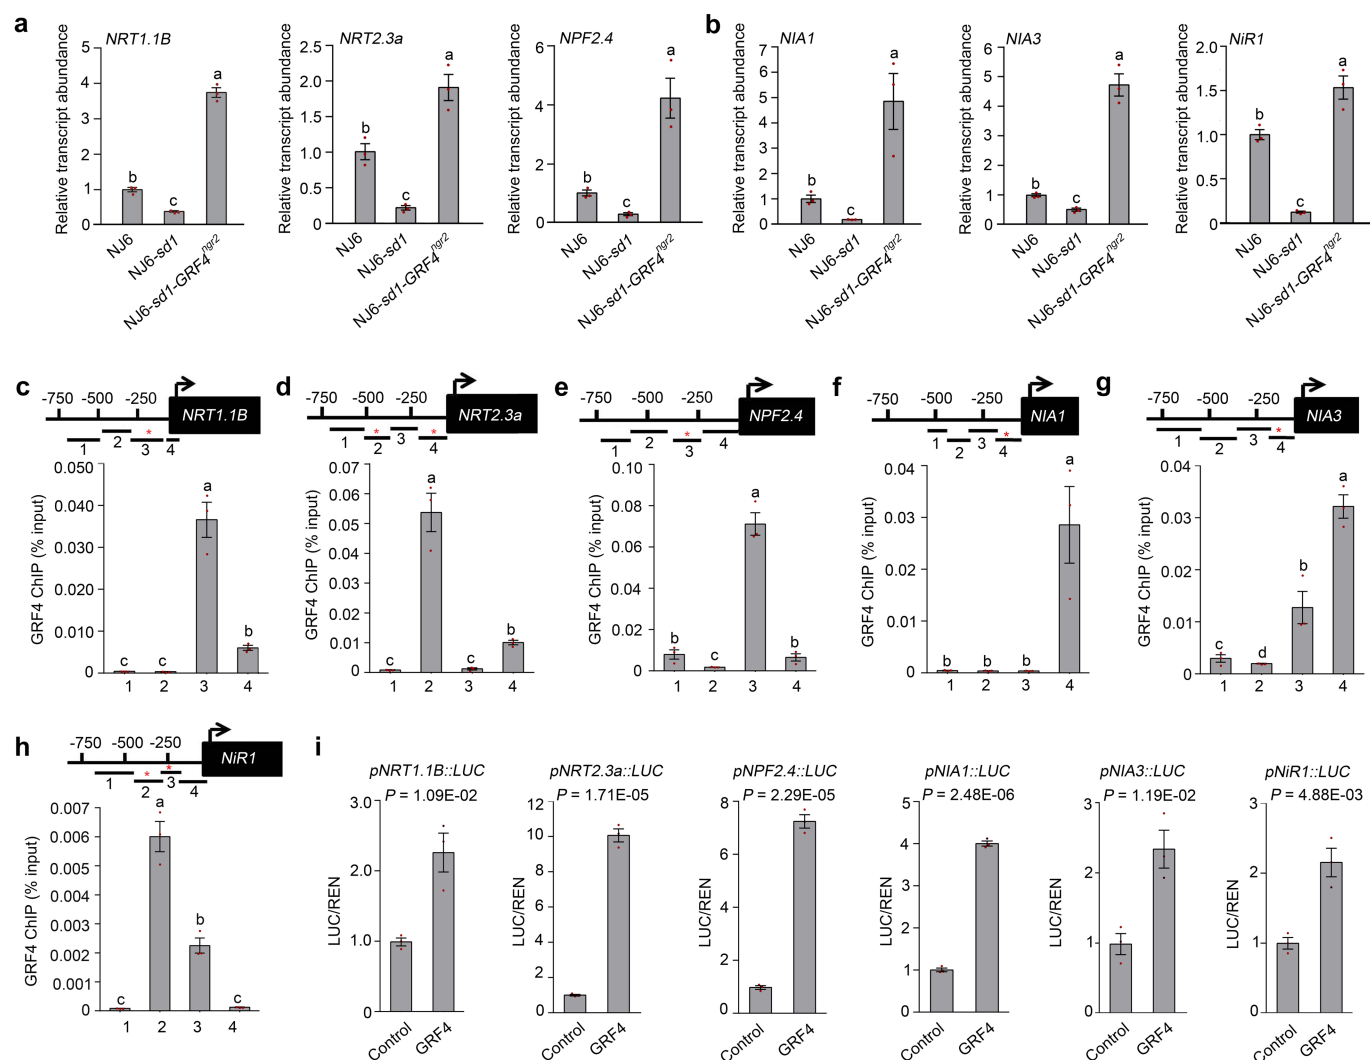 a
NRT1.1B
Relative transcript abundance
5
4
3
2
1
0
b
c
a
NJ6
NJ6-sd1
NJ6-sd1-GRF4ngr2
NRT2.3a
Relative transcript abundance
2.5
2.0
1.5
1.0
0.5
0
b
c
a
NJ6
NJ6-sd1
NJ6-sd1-GRF4ngr2
NPF2.4
Relative transcript abundance
6
4
2
0
b
c
a
NJ6
NJ6-sd1
NJ6-sd1-GRF4ngr2
b
NIA1
Relative transcript abundance
7
6
5
4
3
2
1
0
b
c
a
NJ6
NJ6-sd1
NJ6-sd1-GRF4ngr2
NIA3
Relative transcript abundance
6
5
4
3
2
1
0
b
c
a
NJ6
NJ6-sd1
NJ6-sd1-GRF4ngr2
NiR1
Relative transcript abundance
2.0
1.5
1.0
0.5
0
b
c
a
NJ6
NJ6-sd1
NJ6-sd1-GRF4ngr2
c
-750 -500 -250
NRT1.1B
1 2 * 3 4
GRF4 ChIP (% input)
0.050
0.040
0.030
0.020
0.010
0
c c a b
1 2 3 4
d
-750 -500 -250
NRT2.3a
1 * 2 3 * 4
GRF4 ChIP (% input)
0.07
0.06
0.05
0.04
0.03
0.02
0.01
0
c a c b
1 2 3 4
e
-750 -500 -250
NPF2.4
1 2 * 3 4
GRF4 ChIP (% input)
0.10
0.08
0.06
0.04
0.02
0
b c a b
1 2 3 4
f
-750 -500 -250
NIA1
1 2 3 * 4
GRF4 ChIP (% input)
0.04
0.03
0.02
0.01
0
b b b a
1 2 3 4
g
-750 -500 -250
NIA3
1 2 3 * 4
GRF4 ChIP (% input)
0.04
0.03
0.02
0.01
0
c d b a
1 2 3 4
h
-750 -500 -250
NiR1
1 * 2 * 3 4
GRF4 ChIP (% input)
0.007
0.006
0.005
0.004
0.003
0.002
0.001
0
c a b c
1 2 3 4
i
pNRT1.1B::LUC
P = 1.09E-02
LUC/REN
3.0
2.0
1.0
0
Control
GRF4
pNRT2.3a::LUC
P = 1.71E-05
LUC/REN
12
10
8
6
4
2
0
Control
GRF4
pNPF2.4::LUC
P = 2.29E-05
LUC/REN
8
6
4
2
0
Control
GRF4
pNIA1::LUC
P = 2.48E-06
LUC/REN
5
4
3
2
1
0
Control
GRF4
pNIA3::LUC
P = 1.19E-02
LUC/REN
3
2
1
0
Control
GRF4
pNiR1::LUC
P = 4.88E-03
LUC/REN
3
2
1
0
Control
GRF4